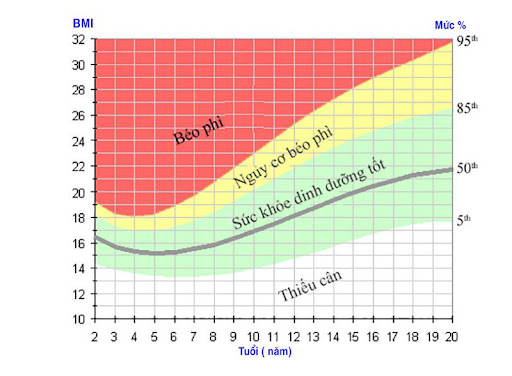 BMI
Mức %
32
30
28
26
24
22
20
18
16
14
12
10
95th
85th
50th
5th
Béo phì
Nguy cơ béo phì
Sức khỏe dinh dưỡng tốt
Thiếu cân
2 3 4 5 6 7 8 9 10 11 12 13 14 15 16 17 18 19 20
Tuổi ( năm)